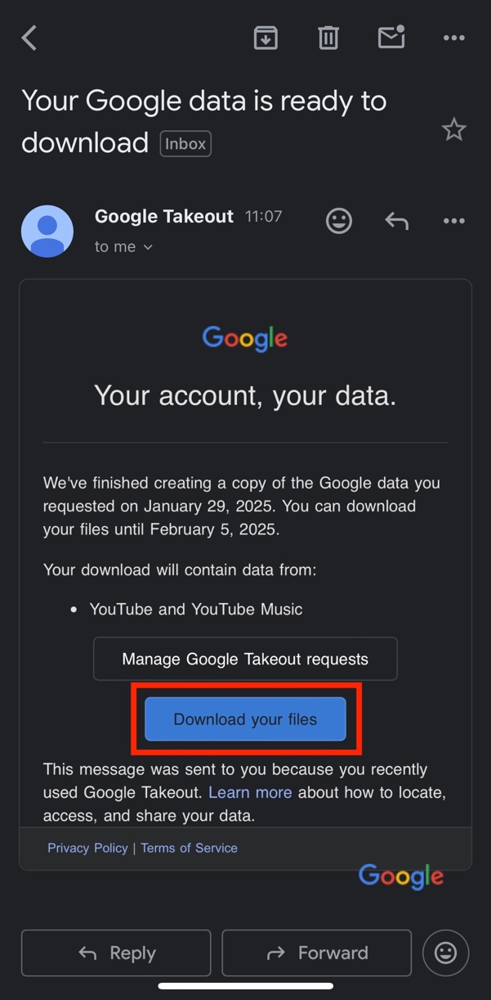 Your Google data is ready to
download Inbox
Google Takeout 11:07
to me
Google
Your account, your data.
We've finished creating a copy of the Google data you
requested on January 29, 2025. You can download
your files until February 5, 2025.
Your download will contain data from:
• YouTube and YouTube Music
Manage Google Takeout requests
Download your files
This message was sent to you because you recently
used Google Takeout. Learn more about how to locate,
access, and share your data.
Privacy Policy | Terms of Service
Google
Reply Forward